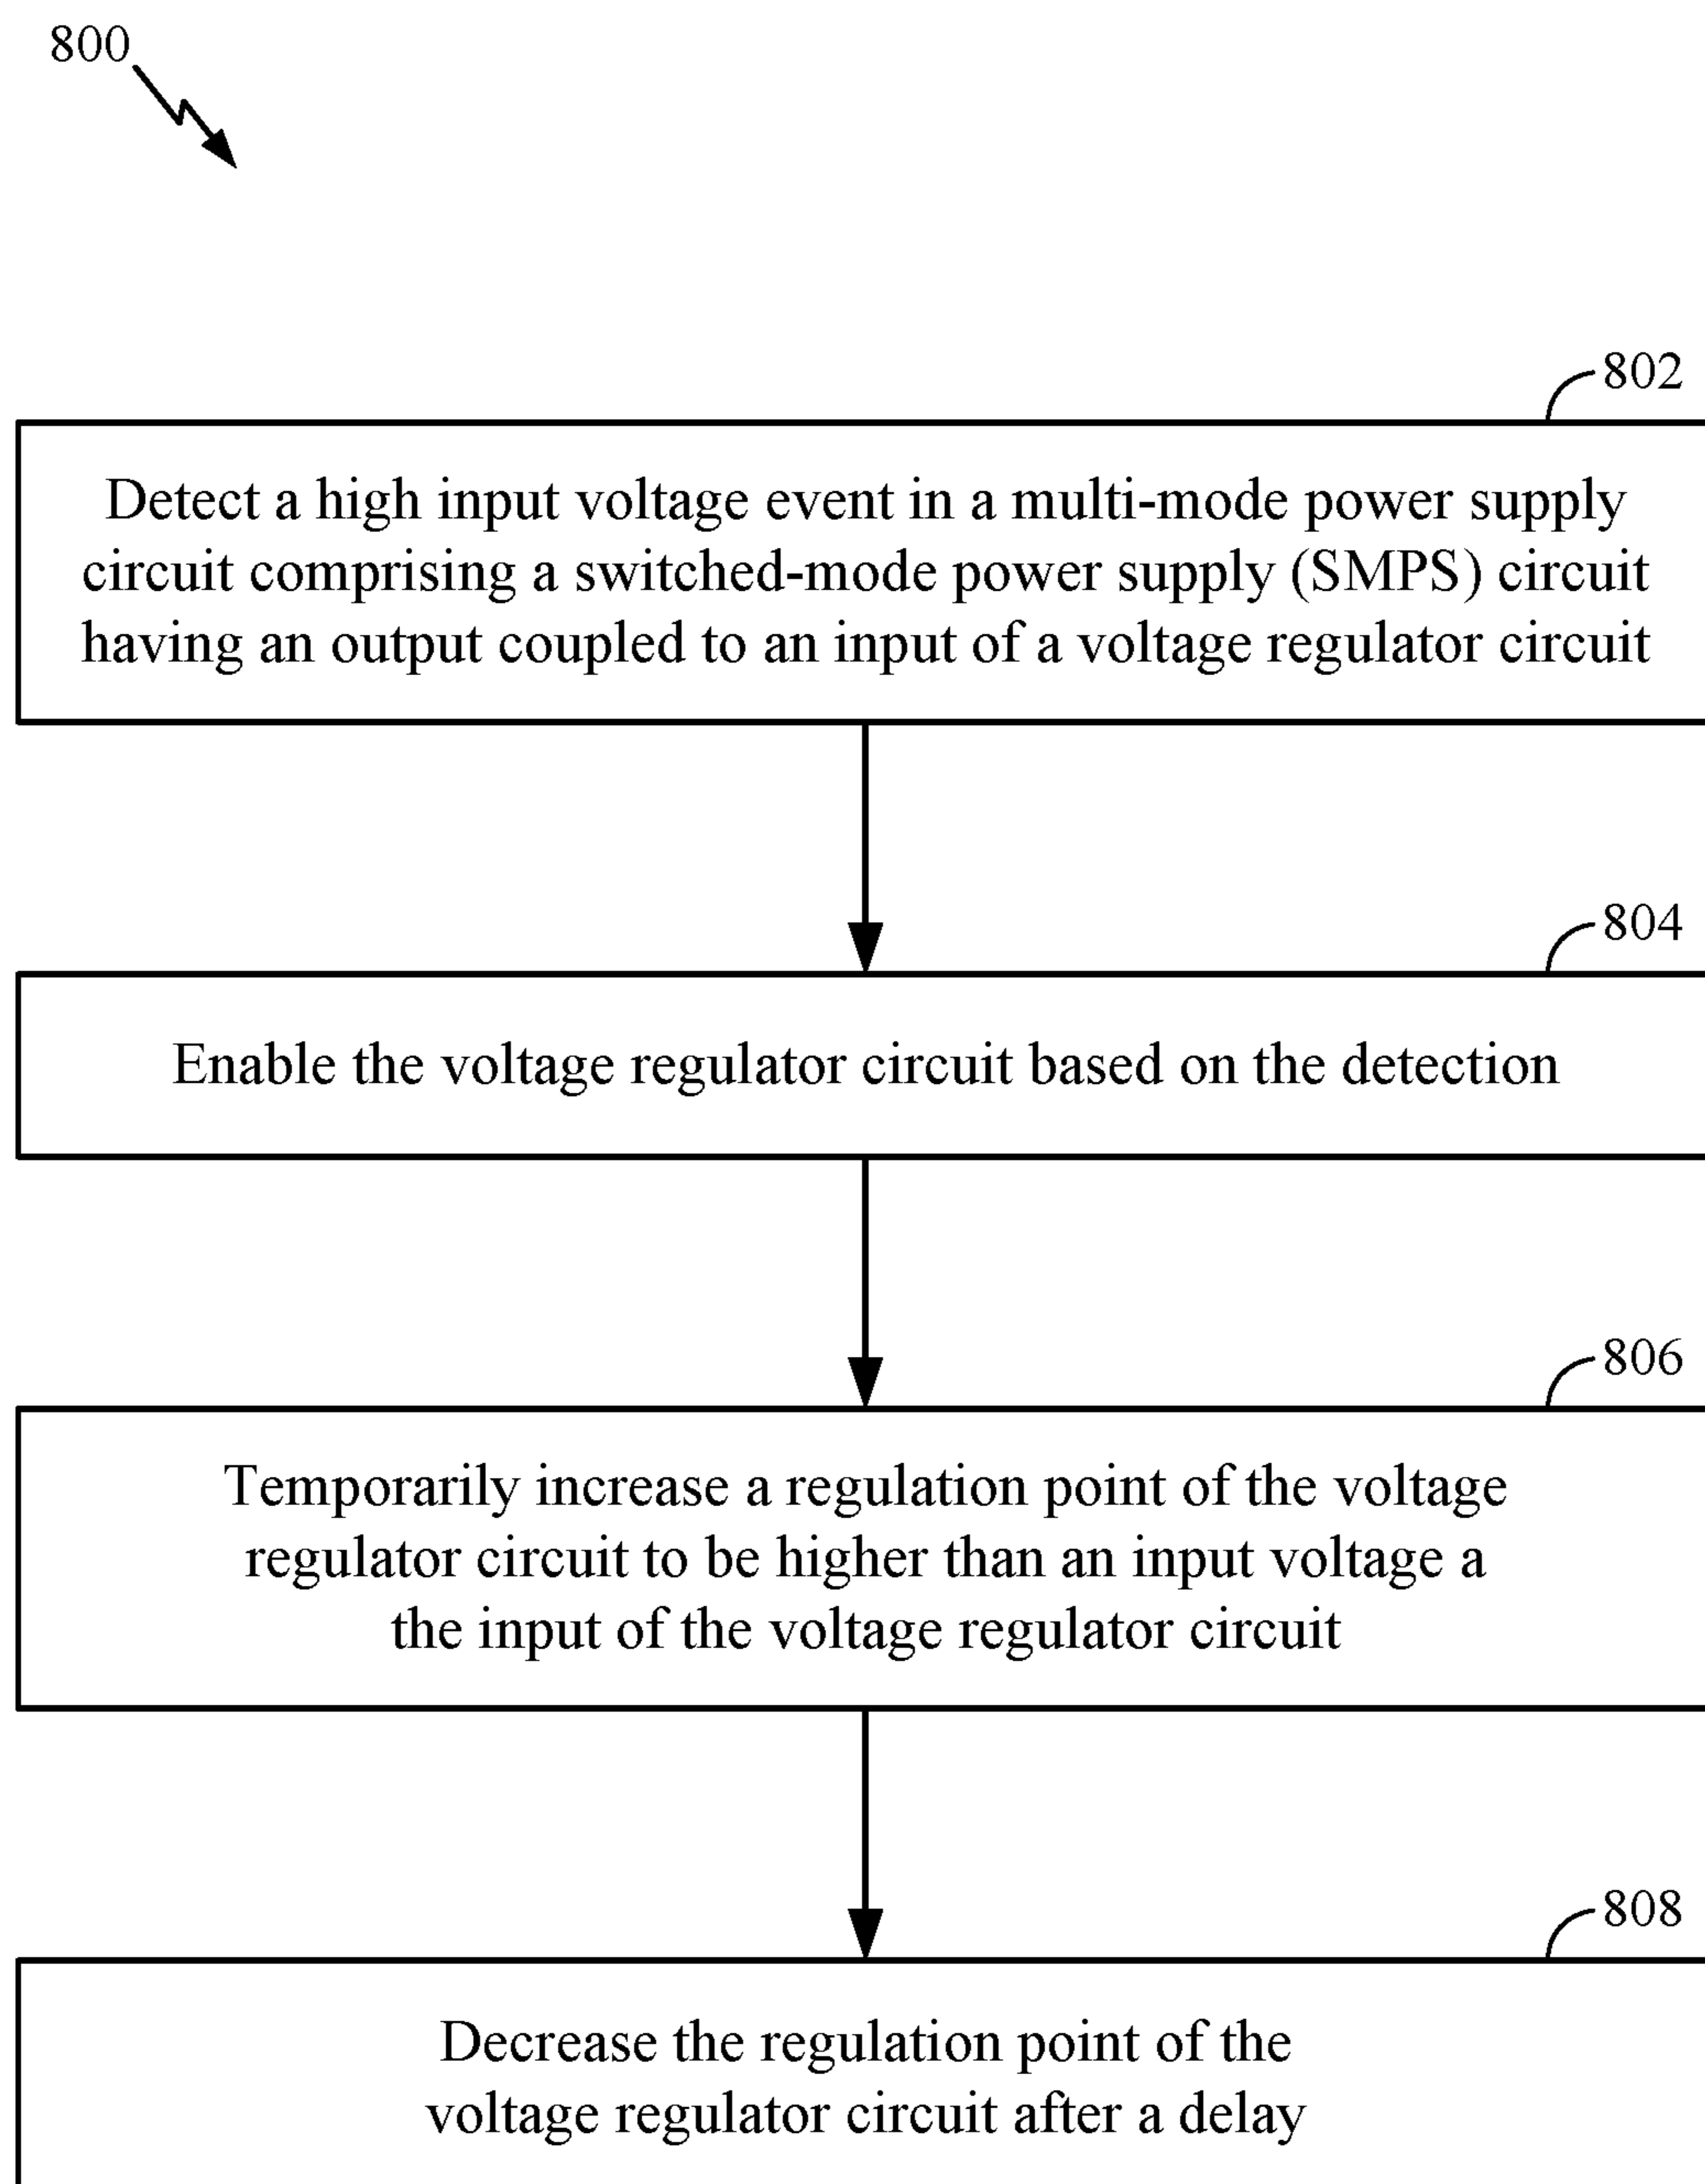 800
802
Detect a high input voltage event in a multi-mode power supply
circuit comprising a switched-mode power supply (SMPS) circuit
having an output coupled to an input of a voltage regulator circuit
804
Enable the voltage regulator circuit based on the detection
806
Temporarily increase a regulation point of the voltage
regulator circuit to be higher than an input voltage a
the input of the voltage regulator circuit
808
Decrease the regulation point of the
voltage regulator circuit after a delay